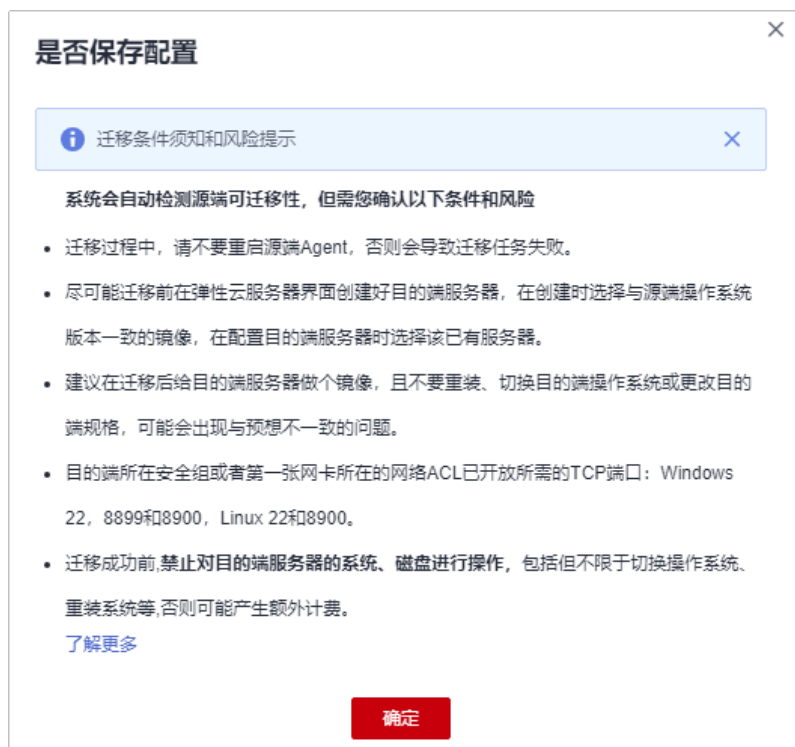 是否保存配置
迁移条件须知和风险提示
系统会自动检测源端可迁移性，但需您确认以下条件和风险
迁移过程中，请不要重启源端Agent，否则会导致迁移任务失败。
尽可能迁移前在弹性云服务器界面创建好目的端服务器，在创建时选择与源端操作系统
版本一致的镜像，在配置目的端服务器时选择该已有服务器。
建议在迁移后给目的端服务器做个镜像，且不要重装、切换目的端操作系统或更改目的
端规格，可能会出现与预想不一致的问题。
目的端所在安全组或者第一张网卡所在的网络ACL已开放所需的TCP端口：Windows
22，8899和8900，Linux 22和8900。
迁移成功前,禁止对目的端服务器的系统、磁盘进行操作，包括但不限于切换操作系统、
重装系统等,否则可能产生额外计费。
了解更多
确定